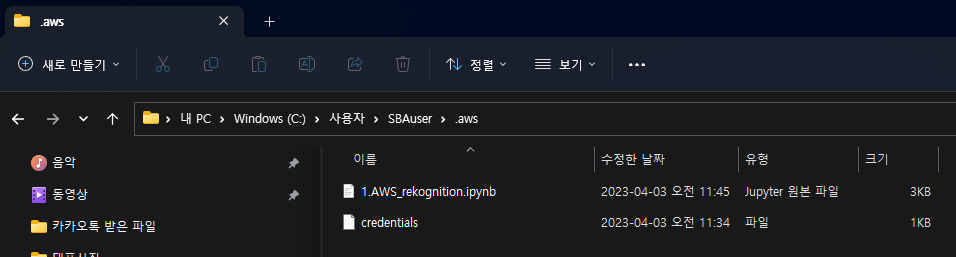 .aws
새로 만들기
정렬
보기
내 PC > Windows (C:) > 사용자 > SBAuser > .aws
음악
동영상
카카오톡 받은 파일
이름 수정한 날짜 유형 크기
1.AWS_rekognition.ipynb 2023-04-03 오전 11:45 Jupyter 원본 파일 3KB
credentials 2023-04-03 오전 11:34 파일 1KB